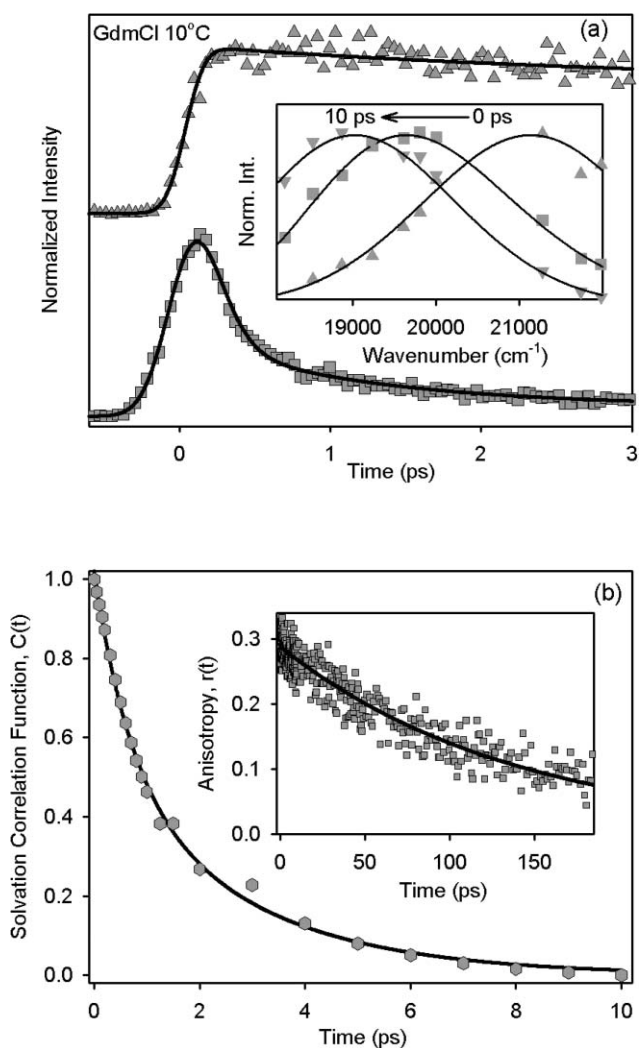 GdmCl 10°C
(a)
10 ps
0 ps
Norm. Int.
19000 20000 21000
Wavenumber (cm-1)
Normalized Intensity
0 1 2 3
Time (ps)
(b)
1.0
0.8
0.6
0.4
0.2
0.0
Solvation Correlation Function, C(t)
0.3
0.2
0.1
0.0
Anisotropy, r(t)
0 50 100 150
Time (ps)
0 2 4 6 8 10
Time (ps)